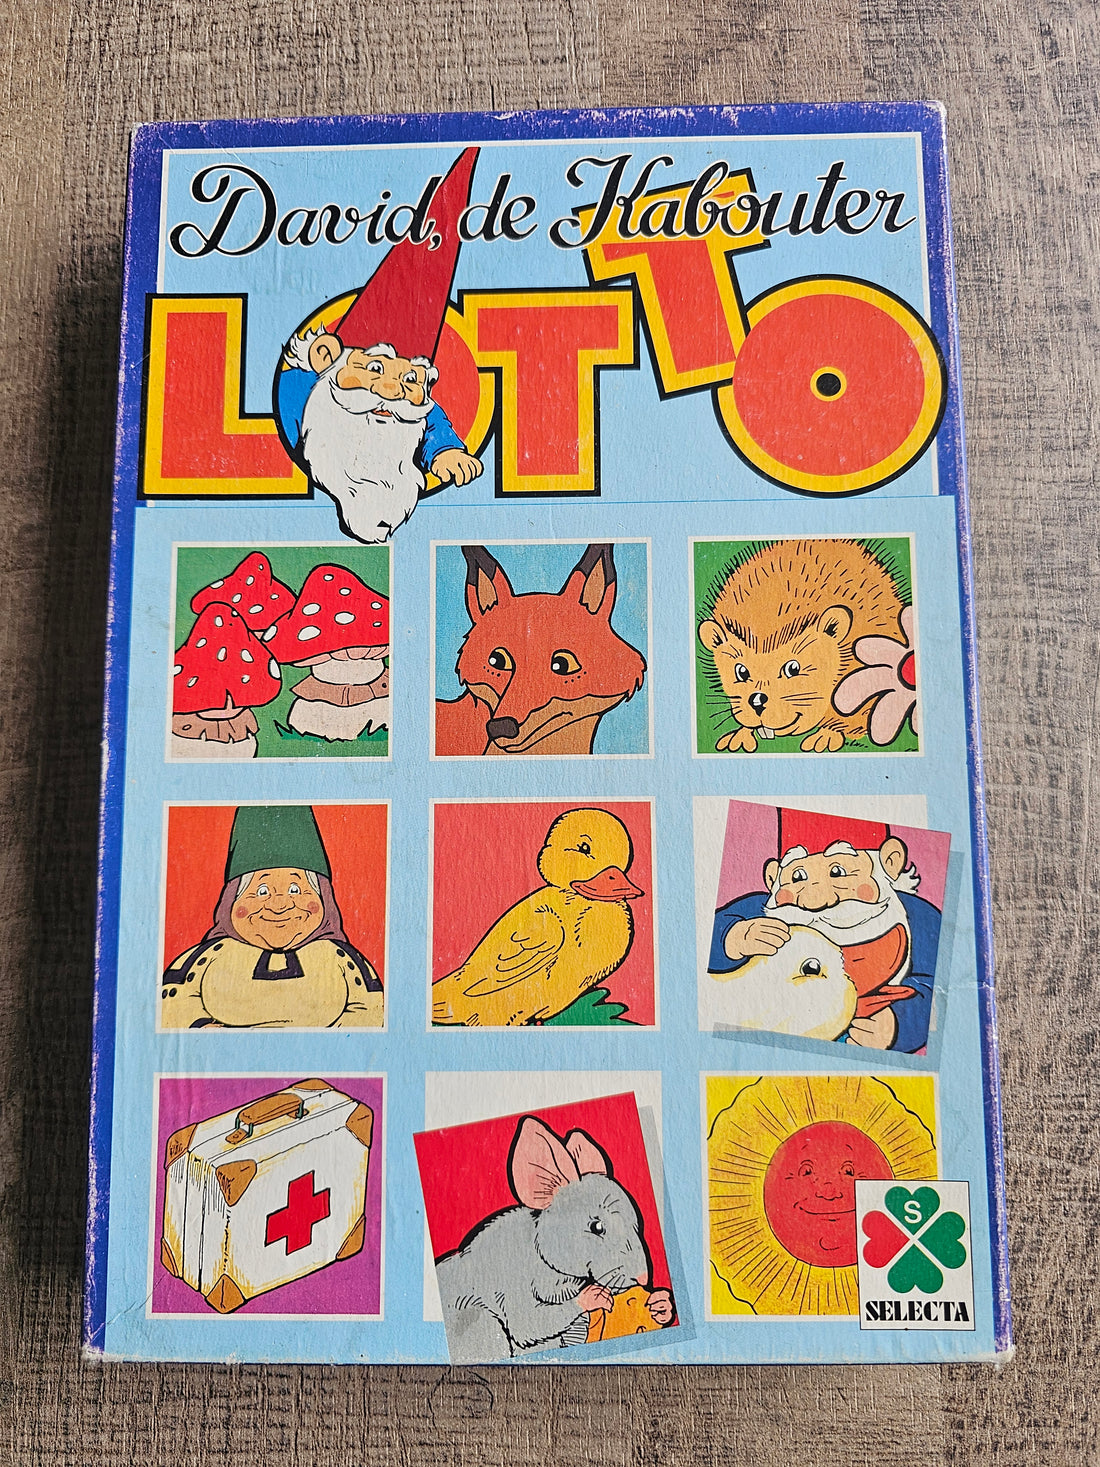 David, de Kabouter
LOTTO
S
SELECTA